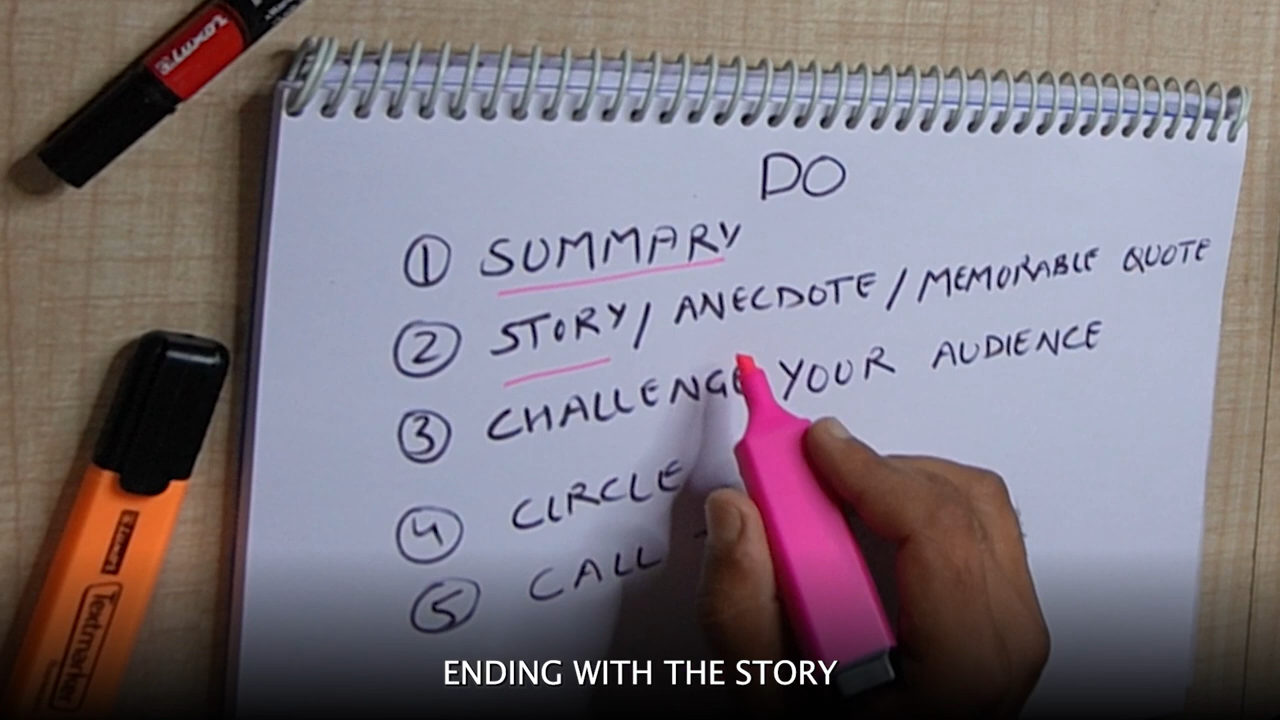 DO
① SUMMARY
② STORY / ANECDOTE / MEMORABLE QUOTE
③ CHALLENGE YOUR AUDIENCE
④ CIRCLE
⑤ CALL
Textmarker
ENDING WITH THE STORY